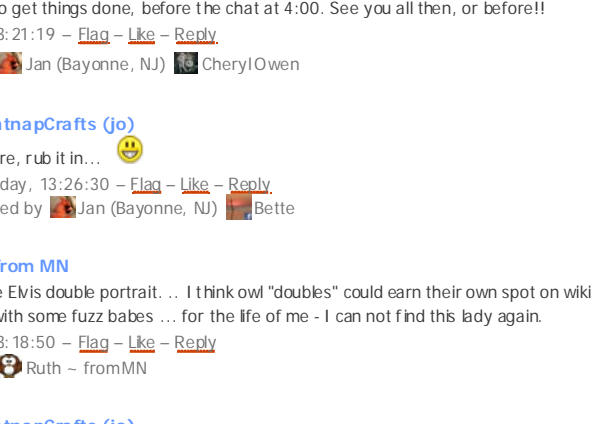 o get things done, before the chat at 4:00. See you all then, or before!!
:21:19 – Flag – Like – Reply
Jan (Bayonne, NJ) CherylOwen
tnapCrafts (jo)
re, rub it in...
day, 13:26:30 – Flag – Like – Reply
ed by Jan (Bayonne, NJ) Bette
from MN
e Elvis double portrait. .. I think owl "doubles" could earn their own spot on wiki
with some fuzz babes ... for the life of me - I can not find this lady again.
:18:50 – Flag – Like – Reply
Ruth ~ fromMN
tnapCrafts (jo)